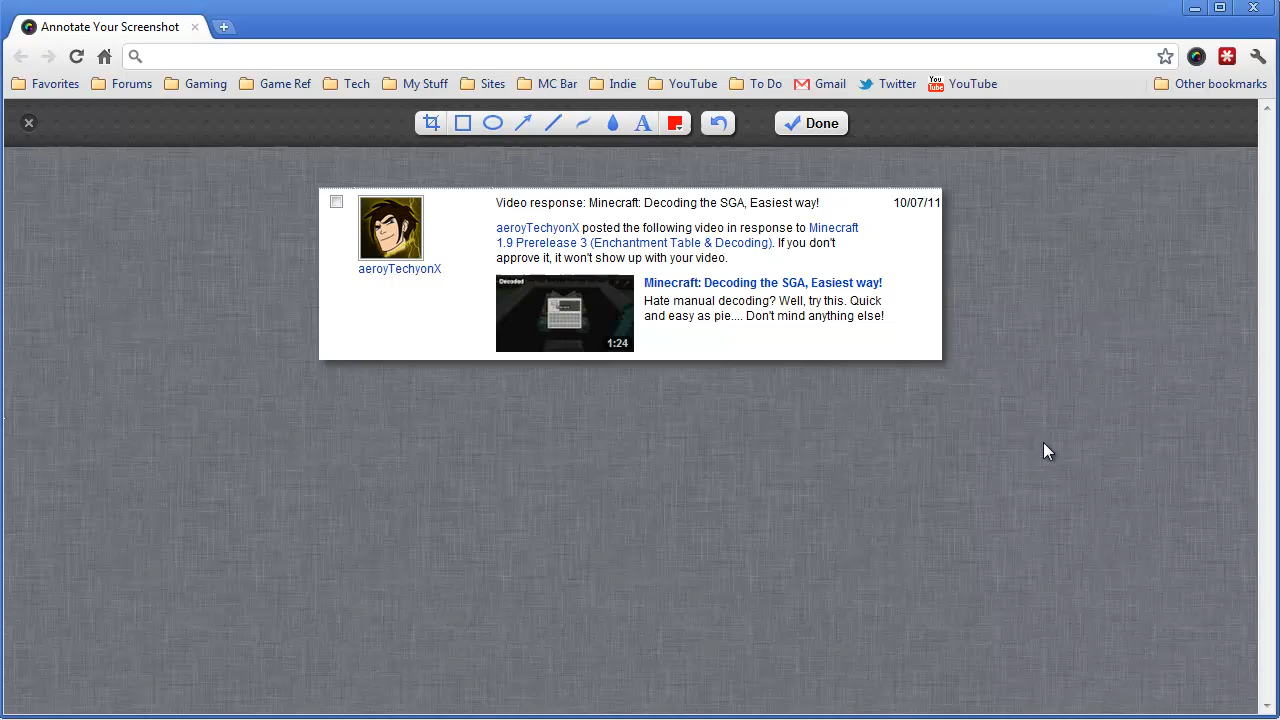 Annotate Your Screenshot
Favorites Forums Gaming Game Ref Tech My Stuff Sites MC Bar Indie YouTube To Do Gmail Twitter You Tube YouTube Other bookmarks
A Done
Video response: Minecraft: Decoding the SGA, Easiest way! 10/07/11
aeroyTechyonX posted the following video in response to Minecraft
1.9 Prerelease 3 (Enchantment Table & Decoding). If you don't
approve it, it won't show up with your video.
aeroyTechyonX
Decoded
Minecraft: Decoding the SGA, Easiest way!
Hate manual decoding? Well, try this. Quick
and easy as pie.... Don't mind anything else!
1:24